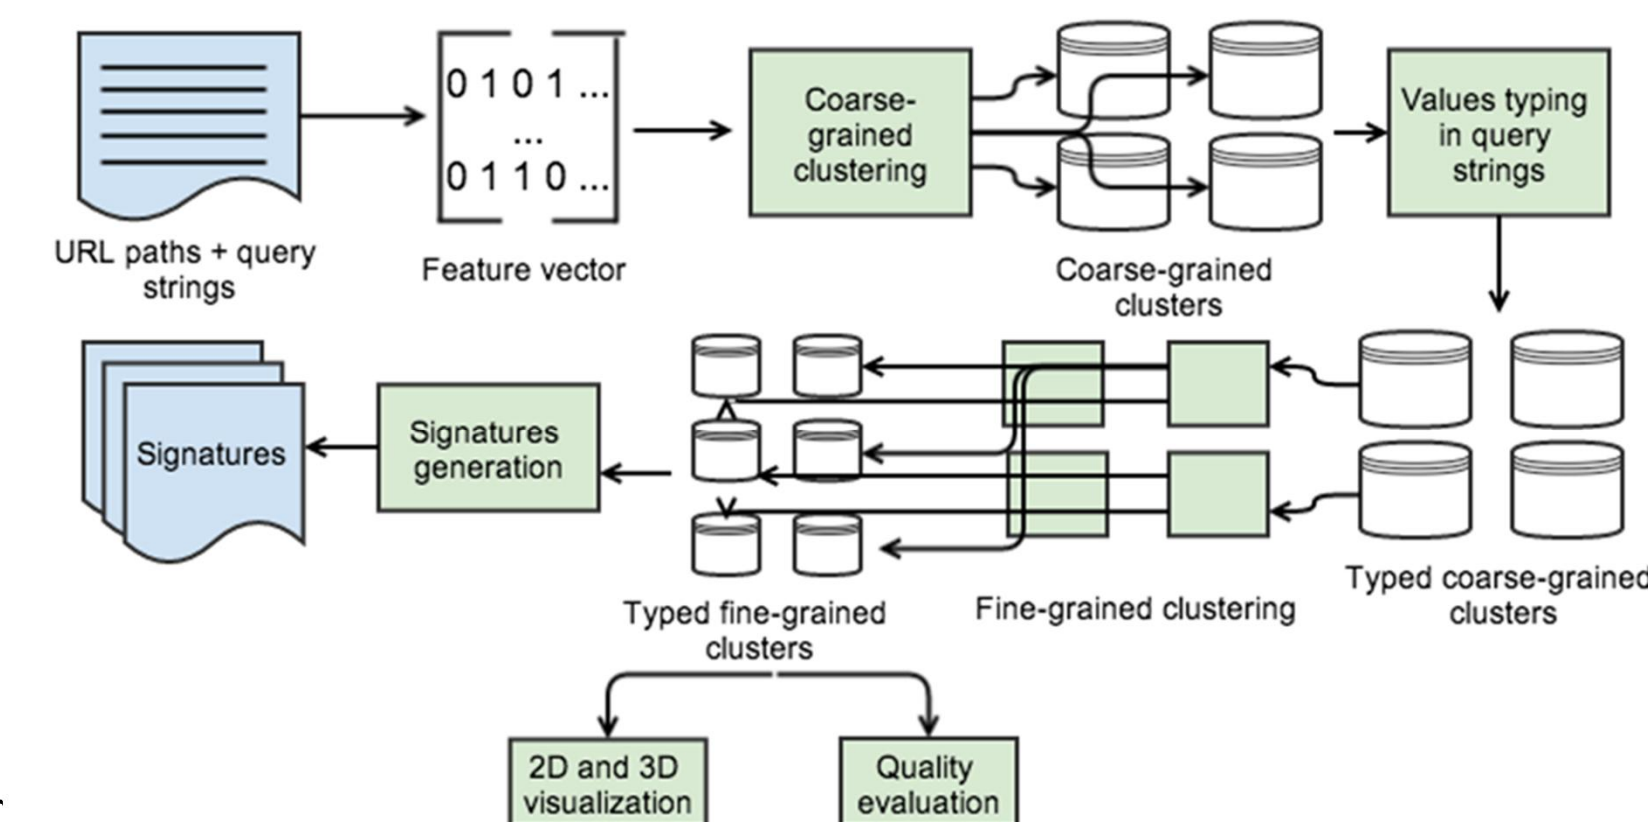 0 1 0 1 ...
...
0 1 1 0 ...
URL paths + query
strings
Feature vector
Coarse-
grained
clustering
Coarse-grained
clusters
Values typing
in query
strings
Typed coarse-grained
clusters
Fine-grained clustering
Typed fine-grained
clusters
Signatures
generation
Signatures
2D and 3D
visualization
Quality
evaluation